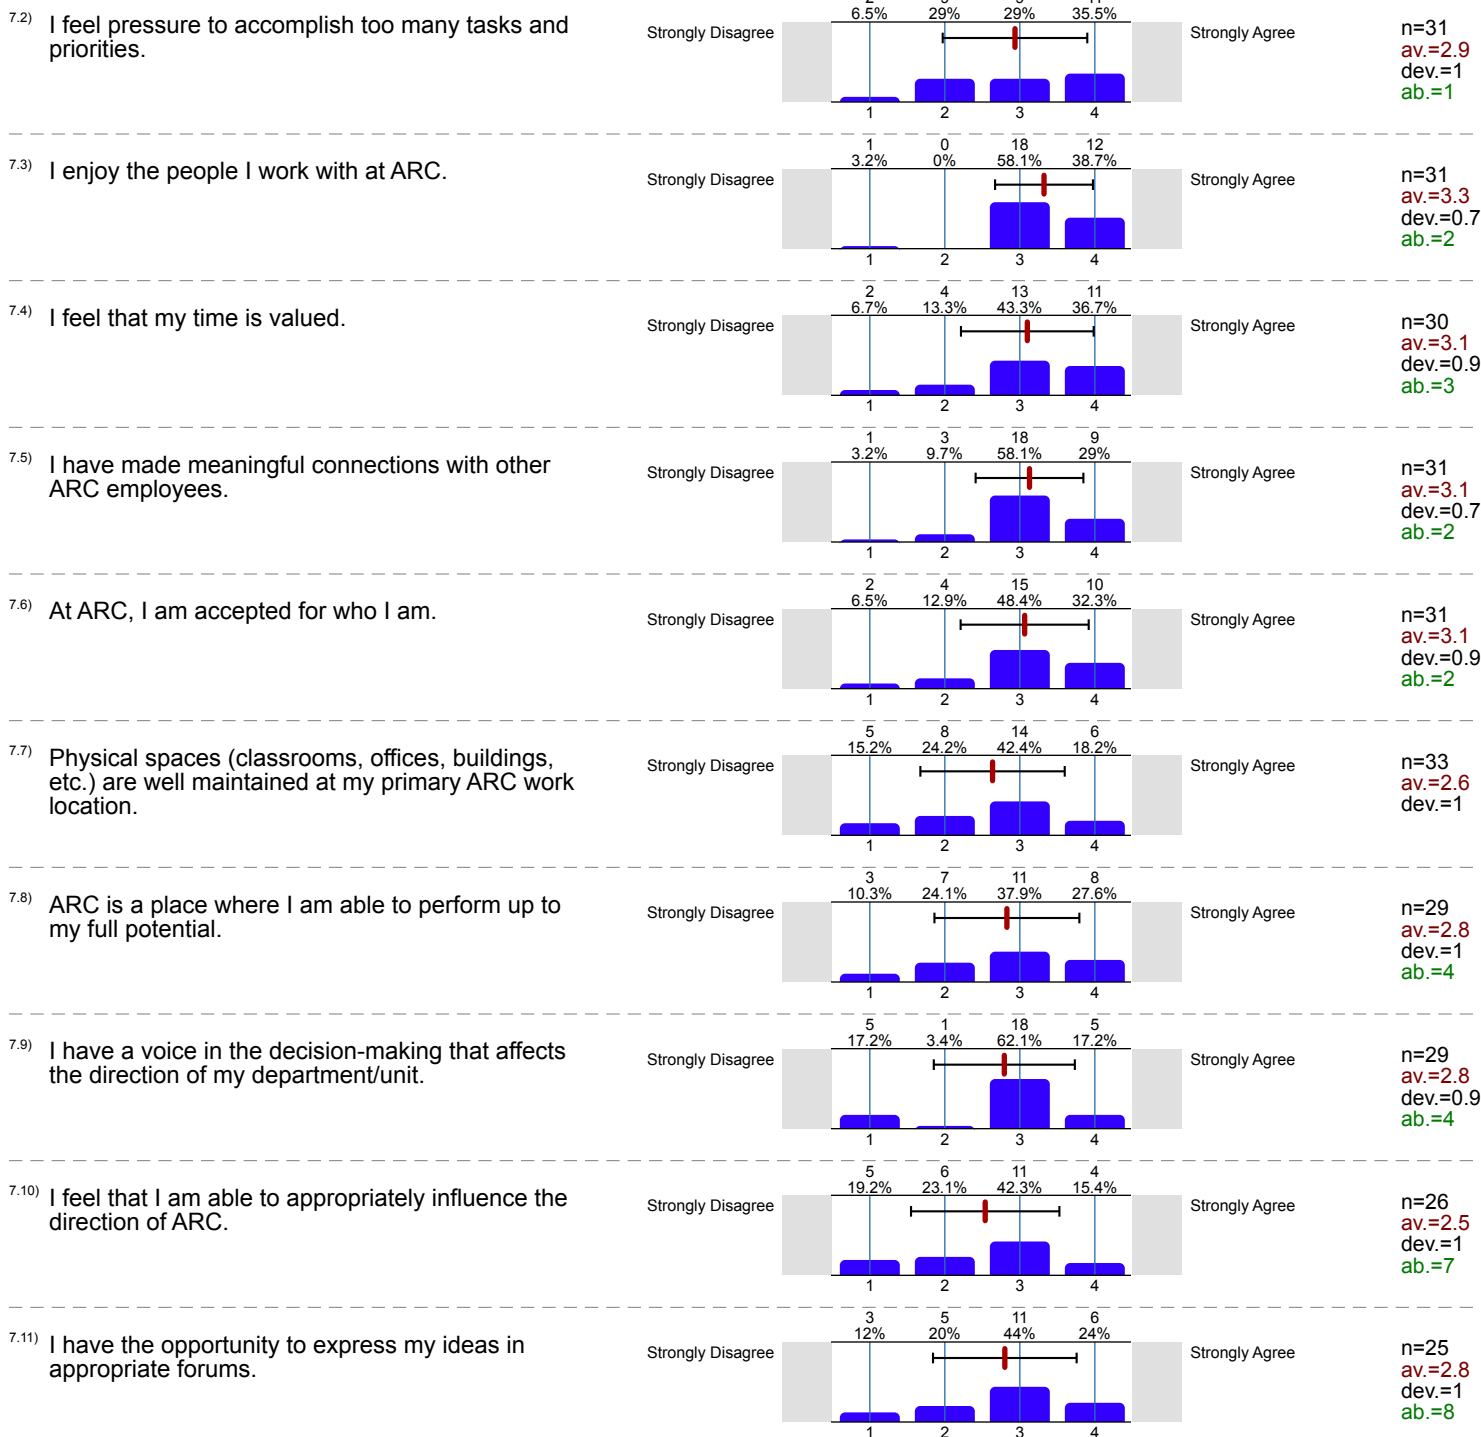 6.5% 29% 29% 35.5%
7.2) I feel pressure to accomplish too many tasks and
priorities.
Strongly Disagree
Strongly Agree
n=31
av.=2.9
dev.=1
ab.=1
1 2 3 4
1 0 18 12
3.2% 0% 58.1% 38.7%
7.3) I enjoy the people I work with at ARC.
Strongly Disagree
Strongly Agree
n=31
av.=3.3
dev.=0.7
ab.=2
1 2 3 4
2 4 13 11
6.7% 13.3% 43.3% 36.7%
7.4) I feel that my time is valued.
Strongly Disagree
Strongly Agree
n=30
av.=3.1
dev.=0.9
ab.=3
1 2 3 4
1 3 18 9
3.2% 9.7% 58.1% 29%
7.5) I have made meaningful connections with other
ARC employees.
Strongly Disagree
Strongly Agree
n=31
av.=3.1
dev.=0.7
ab.=2
1 2 3 4
2 4 15 10
6.5% 12.9% 48.4% 32.3%
7.6) At ARC, I am accepted for who I am.
Strongly Disagree
Strongly Agree
n=31
av.=3.1
dev.=0.9
ab.=2
1 2 3 4
5 8 14 6
15.2% 24.2% 42.4% 18.2%
7.7) Physical spaces (classrooms, offices, buildings,
etc.) are well maintained at my primary ARC work
location.
Strongly Disagree
Strongly Agree
n=33
av.=2.6
dev.=1
1 2 3 4
3 7 11 8
10.3% 24.1% 37.9% 27.6%
7.8) ARC is a place where I am able to perform up to
my full potential.
Strongly Disagree
Strongly Agree
n=29
av.=2.8
dev.=1
ab.=4
1 2 3 4
5 1 18 5
17.2% 3.4% 62.1% 17.2%
7.9) I have a voice in the decision-making that affects
the direction of my department/unit.
Strongly Disagree
Strongly Agree
n=29
av.=2.8
dev.=0.9
ab.=4
1 2 3 4
5 6 11 4
19.2% 23.1% 42.3% 15.4%
7.10) I feel that I am able to appropriately influence the
direction of ARC.
Strongly Disagree
Strongly Agree
n=26
av.=2.5
dev.=1
ab.=7
1 2 3 4
3 5 11 6
12% 20% 44% 24%
7.11) I have the opportunity to express my ideas in
appropriate forums.
Strongly Disagree
Strongly Agree
n=25
av.=2.8
dev.=1
ab.=8
1 2 3 4